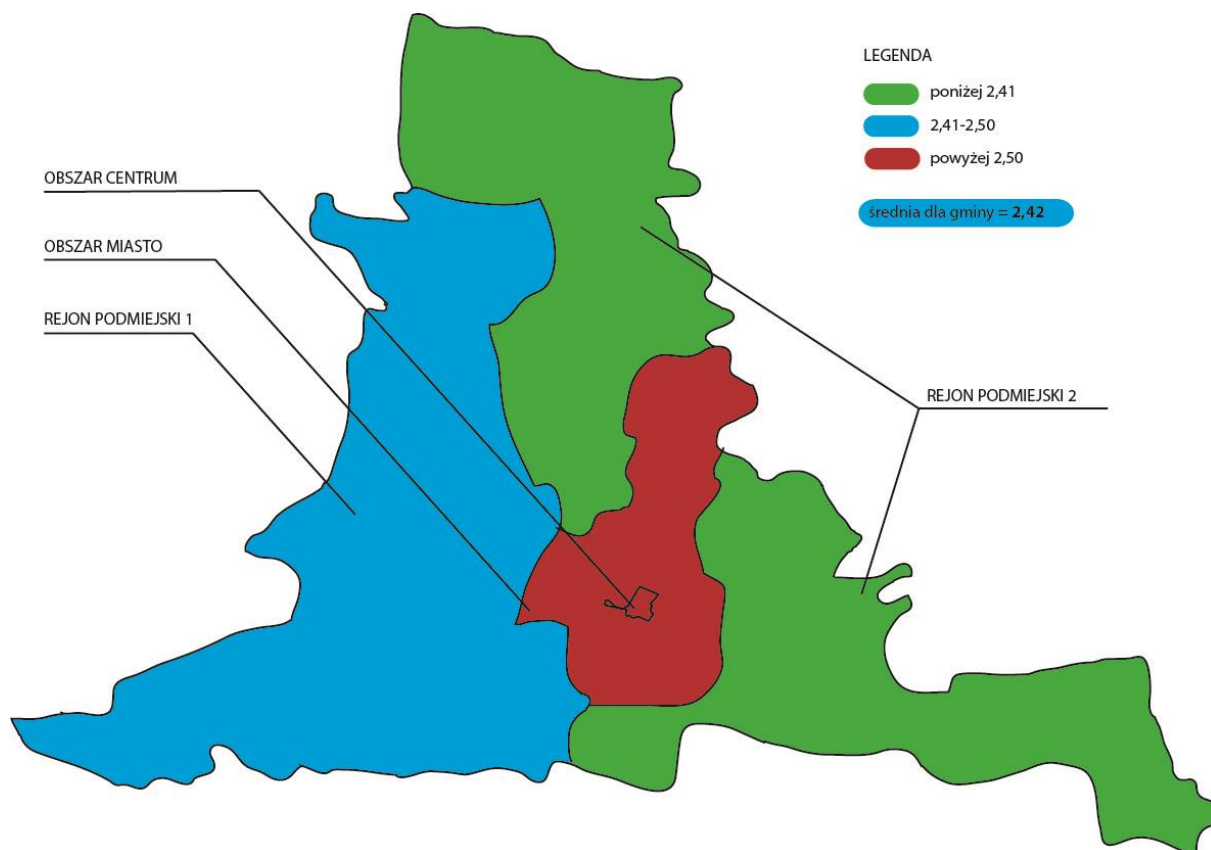 LEGENDA
poniżej 2,41
2,41-2,50
powyżej 2,50
średnia dla gminy = 2,42
OBSZAR CENTRUM
OBSZAR MIASTO
REJON PODMIEJSKI 1
REJON PODMIEJSKI 2